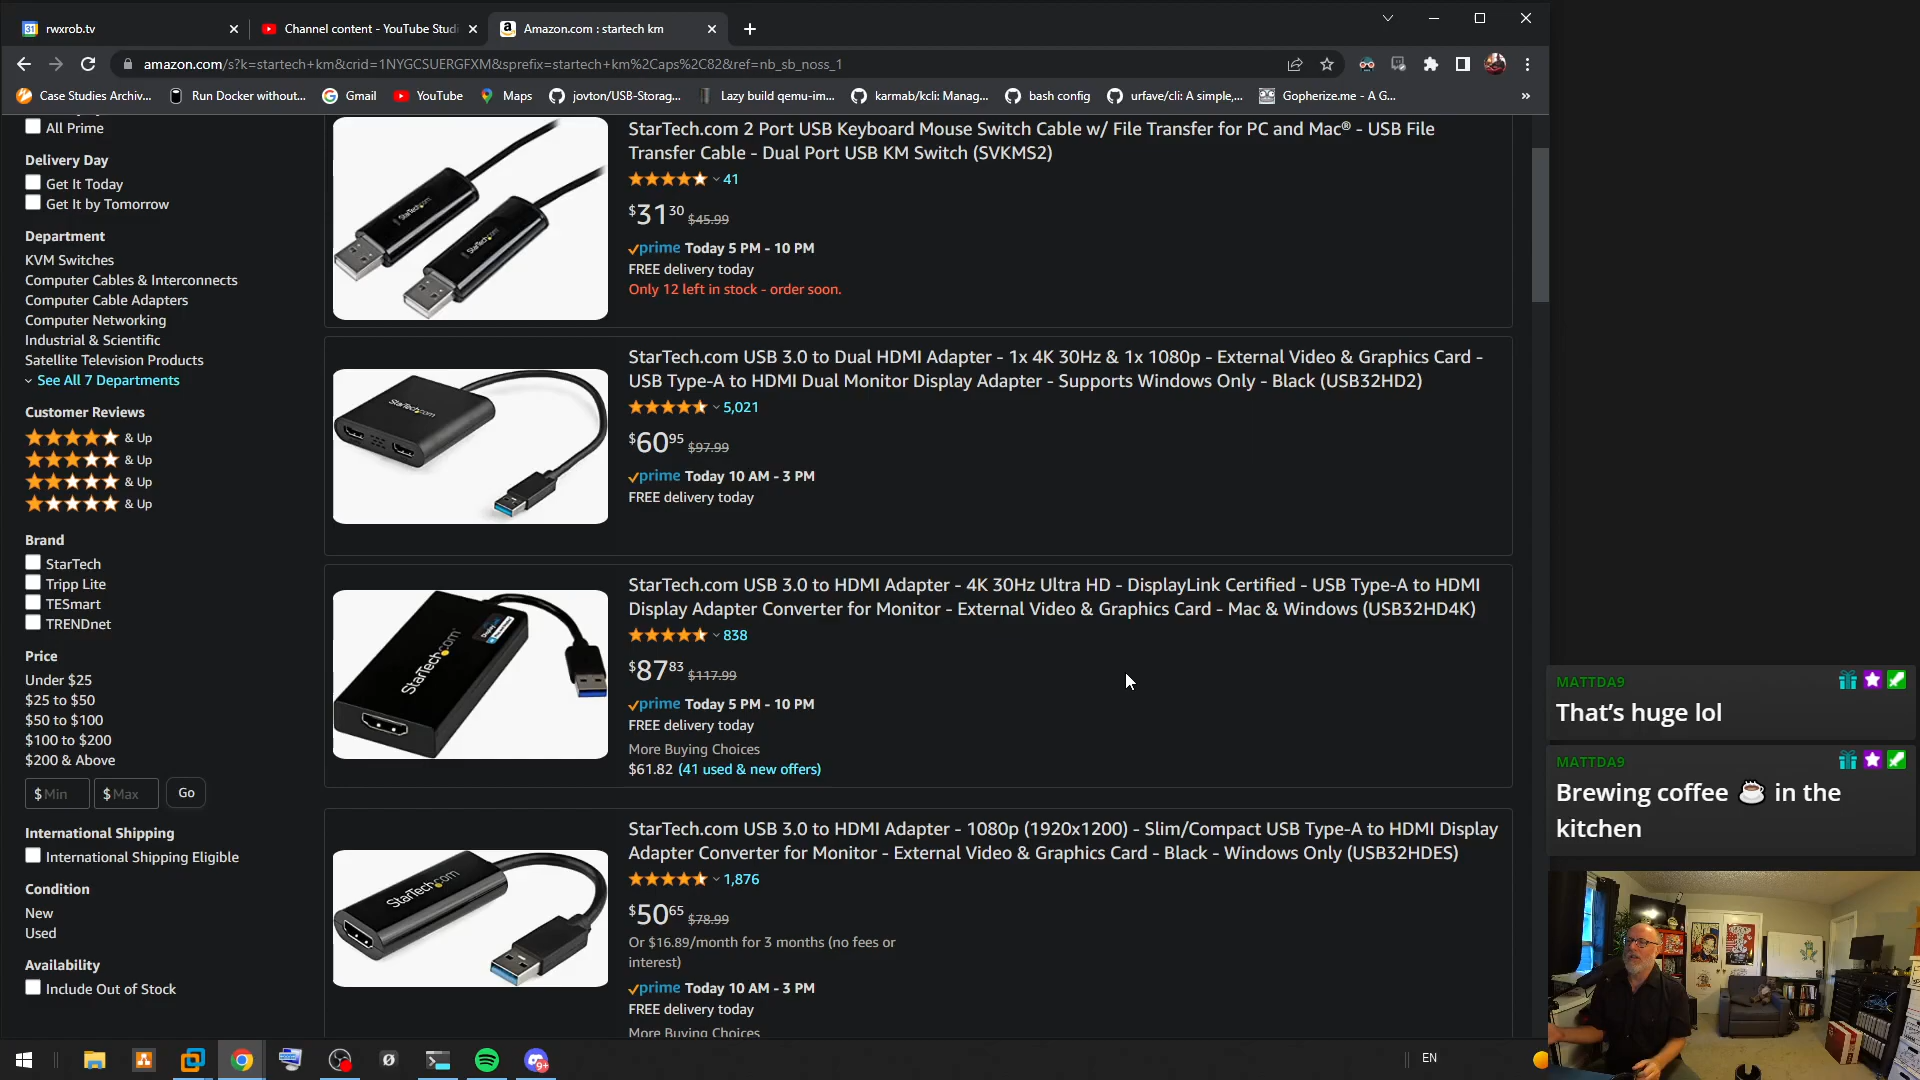 rwxrob.tv
Channel content - YouTube Studi
Amazon.com : startech km
amazon.com/s?k=startech+km&crid=1NYGCSUERGFXM&sprefix=startech+km%2Caps%2C82&ref=nb_sb_noss_1
Case Studies Archiv...
Run Docker without...
Gmail
YouTube
Maps
jovton/USB-Storag...
Lazy build qemu-im...
karmab/kcli: Manag...
bash config
urfave/cli: A simple,...
Gopherize.me - A G...
»
All Prime
Delivery Day
Get It Today
Get It by Tomorrow
Department
KVM Switches
Computer Cables & Interconnects
Computer Cable Adapters
Computer Networking
Industrial & Scientific
Satellite Television Products
See All 7 Departments
Customer Reviews
& Up
& Up
& Up
& Up
Brand
StarTech
Tripp Lite
TESmart
TRENDnet
Price
Under $25
$25 to $50
$50 to $100
$100 to $200
$200 & Above
$ Min
$ Max
Go
International Shipping
International Shipping Eligible
Condition
New
Used
Availability
Include Out of Stock
StarTech.com
StarTech.com
StarTech.com 2 Port USB Keyboard Mouse Switch Cable w/ File Transfer for PC and Mac® - USB File
Transfer Cable - Dual Port USB KM Switch (SVKMS2)
41
$3130 $45.99
prime Today 5 PM - 10 PM
FREE delivery today
Only 12 left in stock - order soon.
StarTech.com
StarTech.com USB 3.0 to Dual HDMI Adapter - 1x 4K 30Hz & 1x 1080p - External Video & Graphics Card -
USB Type-A to HDMI Dual Monitor Display Adapter - Supports Windows Only - Black (USB32HD2)
5,021
$6095 $97.99
prime Today 10 AM - 3 PM
FREE delivery today
StarTech.com
StarTech.com USB 3.0 to HDMI Adapter - 4K 30Hz Ultra HD - DisplayLink Certified - USB Type-A to HDMI
Display Adapter Converter for Monitor - External Video & Graphics Card - Mac & Windows (USB32HD4K)
838
$8783 $117.99
prime Today 5 PM - 10 PM
FREE delivery today
More Buying Choices
$61.82 (41 used & new offers)
StarTech.com
StarTech.com USB 3.0 to HDMI Adapter - 1080p (1920x1200) - Slim/Compact USB Type-A to HDMI Display
Adapter Converter for Monitor - External Video & Graphics Card - Black - Windows Only (USB32HDES)
1,876
$5065 $78.99
Or $16.89/month for 3 months (no fees or
interest)
prime Today 10 AM - 3 PM
FREE delivery today
More Buying Choices
MATTDA9
That's huge lol
MATTDA9
Brewing coffee ☕ in the
kitchen
9+
EN